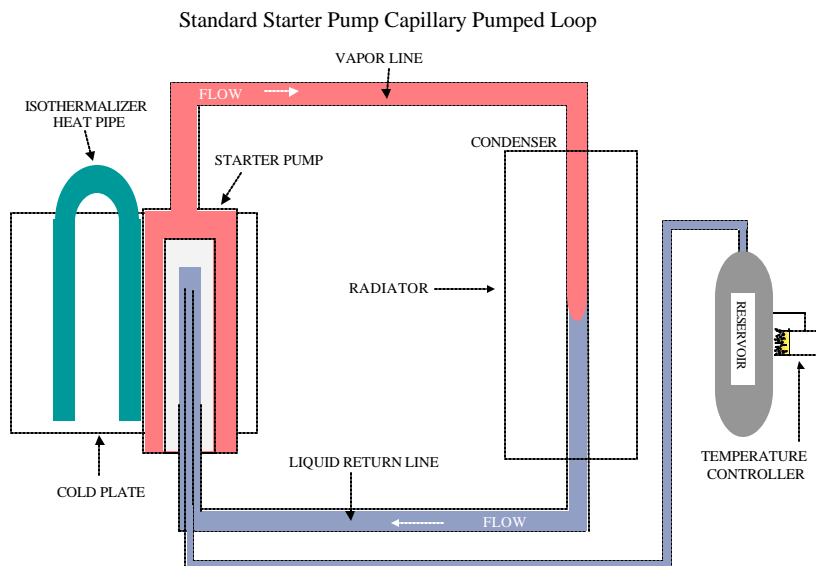 Standard Starter Pump Capillary Pumped Loop
VAPOR LINE
FLOW
ISOTHERMALIZER
HEAT PIPE
STARTER PUMP
CONDENSER
RADIATOR
RESERVOIR
TEMPERATURE
CONTROLLER
LIQUID RETURN LINE
COLD PLATE
FLOW